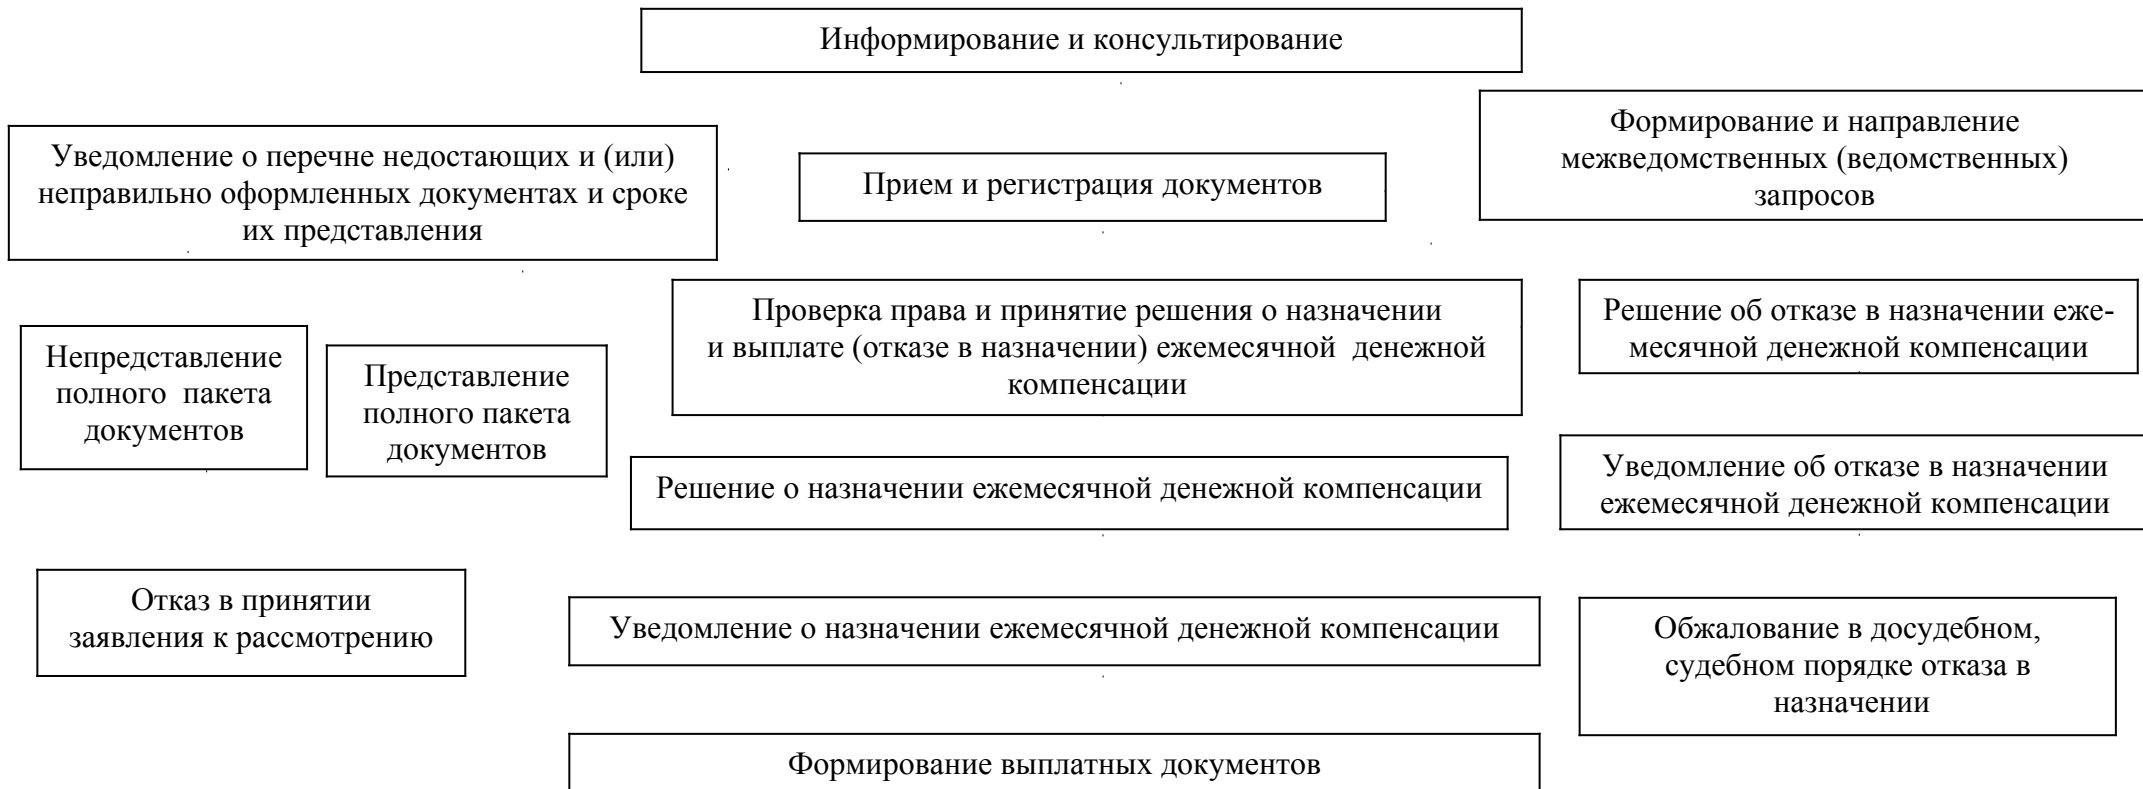 Информирование и консультирование
Формирование и направление
межведомственных (ведомственных)
запросов
Уведомление о перечне недостающих и (или)
неправильно оформленных документах и сроке
их представления
Прием и регистрация документов
Проверка права и принятие решения о назначении
и выплате (отказе в назначении) ежемесячной денежной
компенсации
Решение об отказе в назначении еже-
месячной денежной компенсации
Непредставление
полного пакета
документов
Представление
полного пакета
документов
Решение о назначении ежемесячной денежной компенсации
Уведомление об отказе в назначении
ежемесячной денежной компенсации
Отказ в принятии
заявления к рассмотрению
Уведомление о назначении ежемесячной денежной компенсации
Обжалование в досудебном,
судебном порядке отказа в
назначении
Формирование выплатных документов